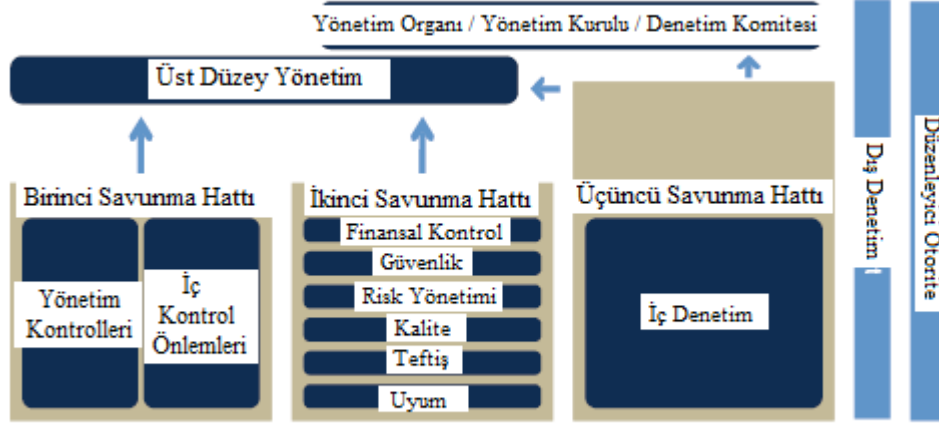 Yönetim Organı / Yönetim Kurulu / Denetim Komitesi
Üst Düzey Yönetim
Birinci Savunma Hattı
Yönetim
Kontrolleri
İç
Kontrol
Önlemleri
İkinci Savunma Hattı
Finansal Kontrol
Güvenlik
Risk Yönetimi
Kalite
Teftiş
Uyum
Üçüncü Savunma Hattı
İç Denetim
Dış Denetim
Düzenleyici Otorite